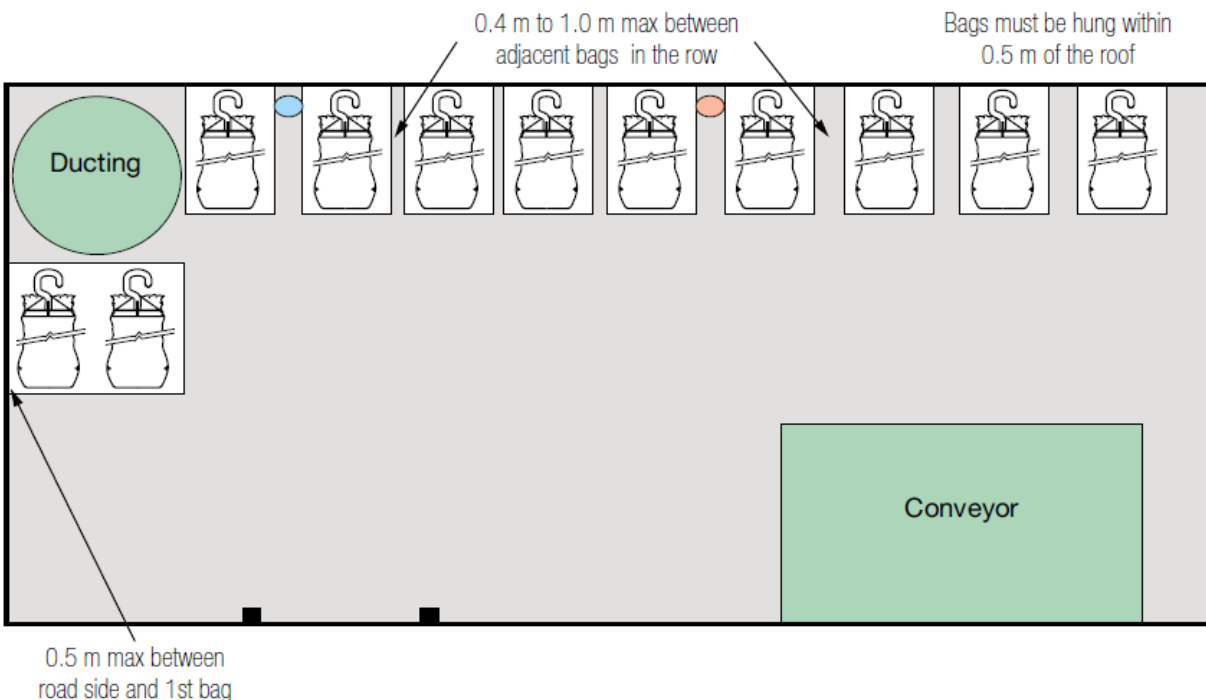 0.4 m to 1.0 m max between
adjacent bags in the row
Bags must be hung within
0.5 m of the roof
Ducting
Conveyor
0.5 m max between
road side and 1st bag